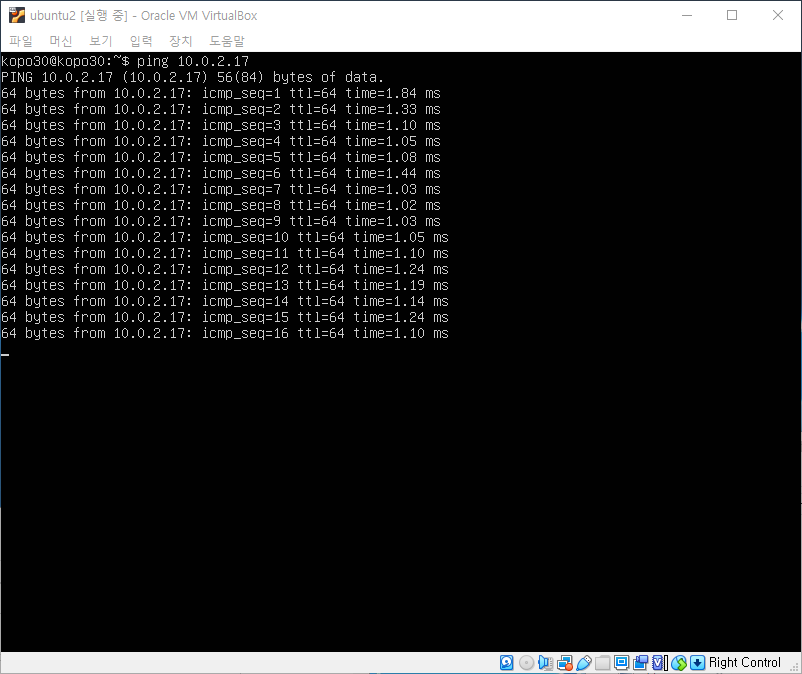 ubuntu2 [실행 중] - Oracle VM VirtualBox
파일 머신 보기 입력 장치 도움말
kopo30@kopo30:~$ ping 10.0.2.17
PING 10.0.2.17 (10.0.2.17) 56(84) bytes of data.
64 bytes from 10.0.2.17: icmp_seq=1 ttl=64 time=1.84 ms
64 bytes from 10.0.2.17: icmp_seq=2 ttl=64 time=1.33 ms
64 bytes from 10.0.2.17: icmp_seq=3 ttl=64 time=1.10 ms
64 bytes from 10.0.2.17: icmp_seq=4 ttl=64 time=1.05 ms
64 bytes from 10.0.2.17: icmp_seq=5 ttl=64 time=1.08 ms
64 bytes from 10.0.2.17: icmp_seq=6 ttl=64 time=1.44 ms
64 bytes from 10.0.2.17: icmp_seq=7 ttl=64 time=1.03 ms
64 bytes from 10.0.2.17: icmp_seq=8 ttl=64 time=1.02 ms
64 bytes from 10.0.2.17: icmp_seq=9 ttl=64 time=1.03 ms
64 bytes from 10.0.2.17: icmp_seq=10 ttl=64 time=1.05 ms
64 bytes from 10.0.2.17: icmp_seq=11 ttl=64 time=1.10 ms
64 bytes from 10.0.2.17: icmp_seq=12 ttl=64 time=1.24 ms
64 bytes from 10.0.2.17: icmp_seq=13 ttl=64 time=1.19 ms
64 bytes from 10.0.2.17: icmp_seq=14 ttl=64 time=1.14 ms
64 bytes from 10.0.2.17: icmp_seq=15 ttl=64 time=1.24 ms
64 bytes from 10.0.2.17: icmp_seq=16 ttl=64 time=1.10 ms
Right Control